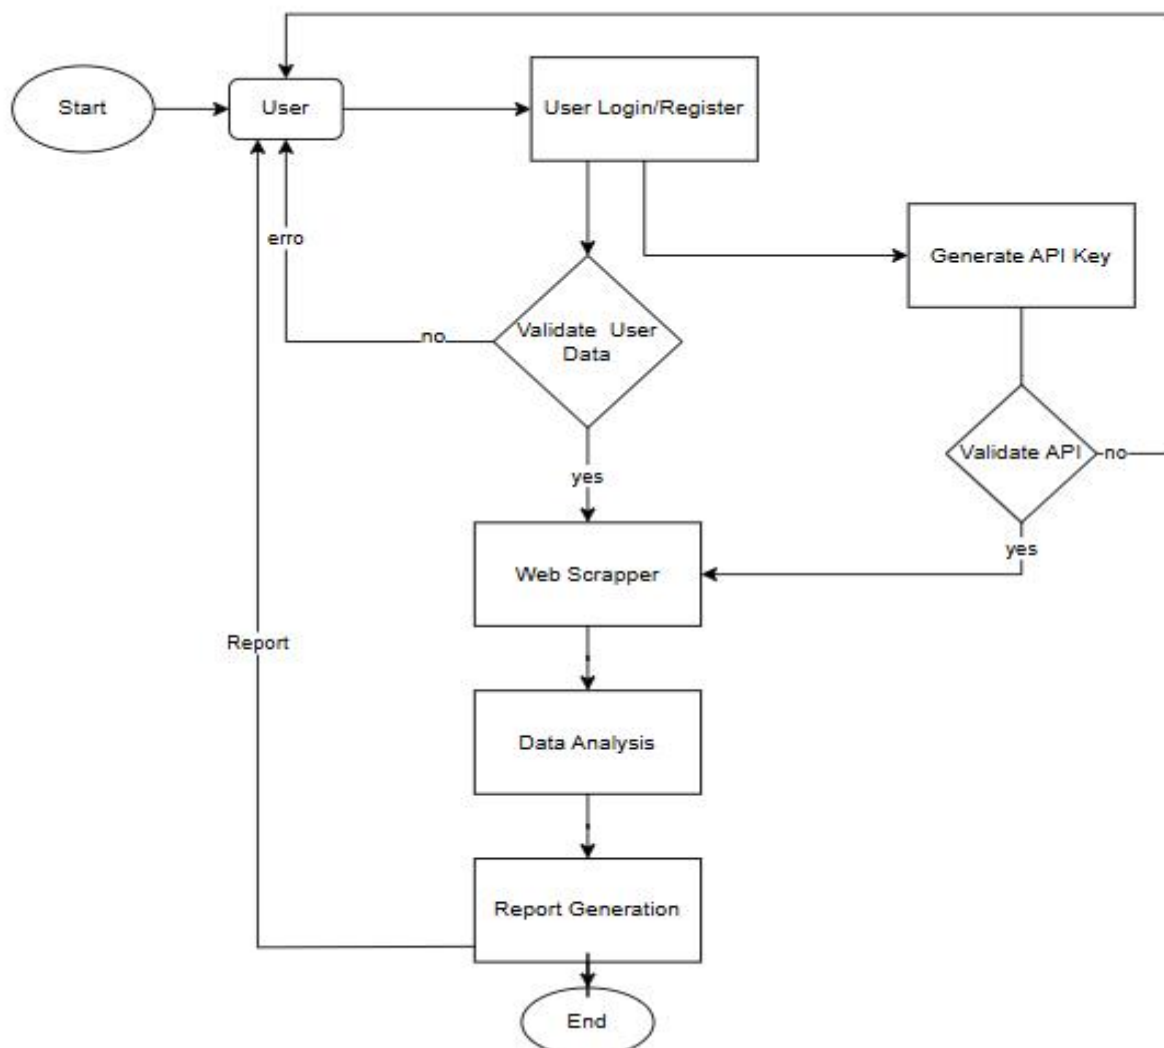 Start
User
User Login/Register
erro
Generate API Key
no
Validate User
Data
Validate API
no
yes
yes
Web Scrapper
Report
Data Analysis
Report Generation
End